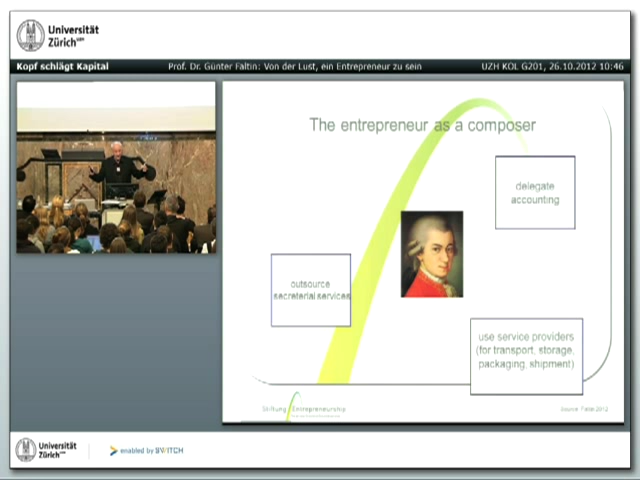 Universität
Zürich UZH
Kopf schlägt Kapital
Prof. Dr. Günter Faltin: Von der Lust, ein Entrepreneur zu sein
UZH KOL G201, 26.10.2012 10:46
The entrepreneur as a composer
delegate
accounting
outsource
secreterial services
use service providers
(for transport, storage,
packaging, shipment)
Stiftung Entrepreneurship
Source: Faltin 2012
Universität
Zürich
enabled by SWITCH